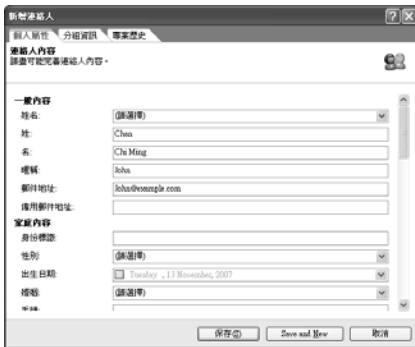 新增連絡人
個人屬性 分組資訊 專案歷史
連絡人內容
請盡可能完善連絡人內容。
一般內容
姓名: (請選擇)
姓: Chen
名: Chi Ming
暱稱: John
郵件地址: John@example.com
備用郵件地址:
家庭內容
身份標識:
性別: (請選擇)
出生日期: Tuesday , 13 November, 2007
婚姻: (請選擇)
保存(S) Save and New 取消